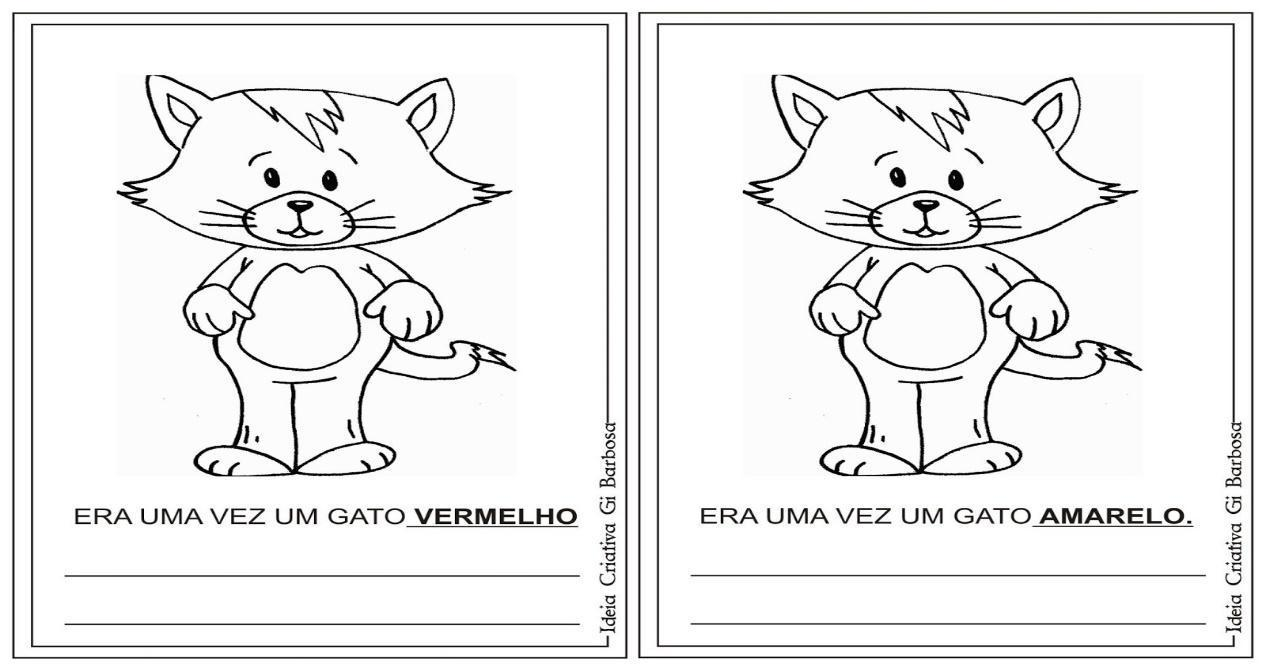 ERA UMA VEZ UM GATO VERMELHO
Ideia Criativa Gi Barbosa
ERA UMA VEZ UM GATO AMARELO.
Ideia Criativa Gi Barbosa